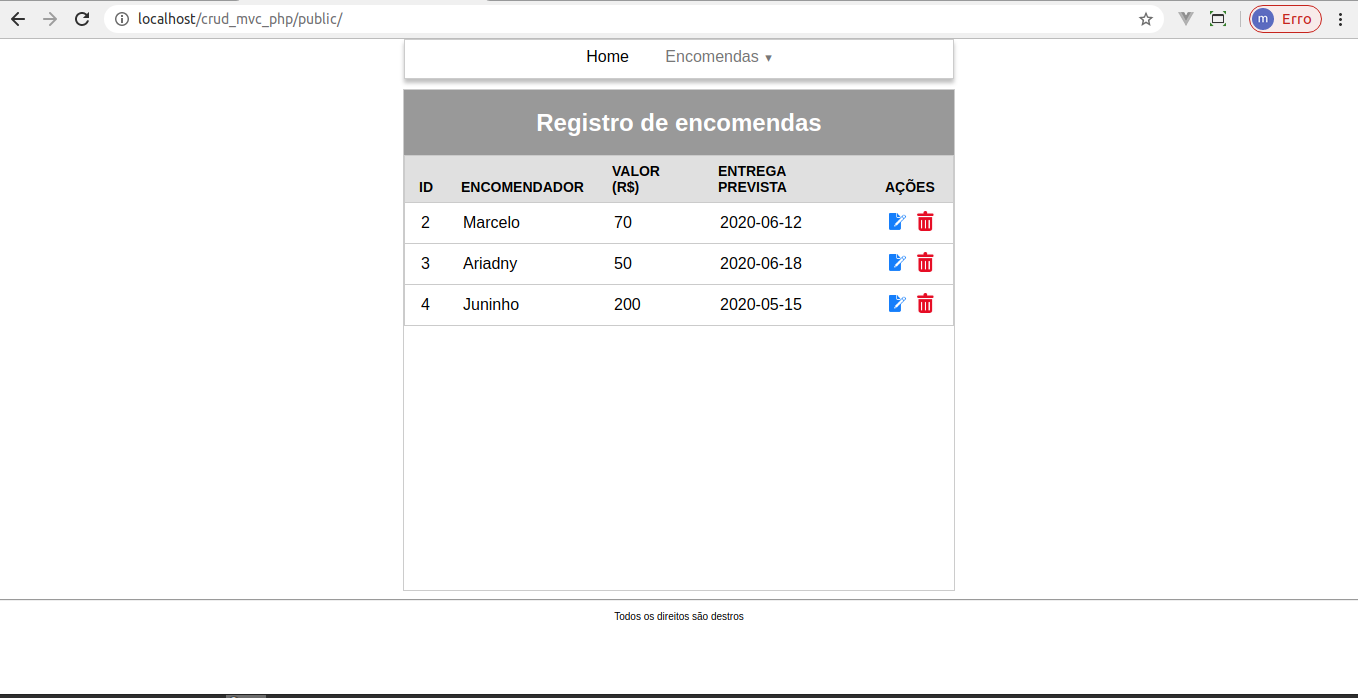 localhost/crud_mvc_php/public/
m Erro
Home Encomendas ▾
Registro de encomendas
ID ENCOMENDADOR VALOR (R$) ENTREGA PREVISTA AÇÕES
2 Marcelo 70 2020-06-12
3 Ariadny 50 2020-06-18
4 Juninho 200 2020-05-15
Todos os direitos são destros